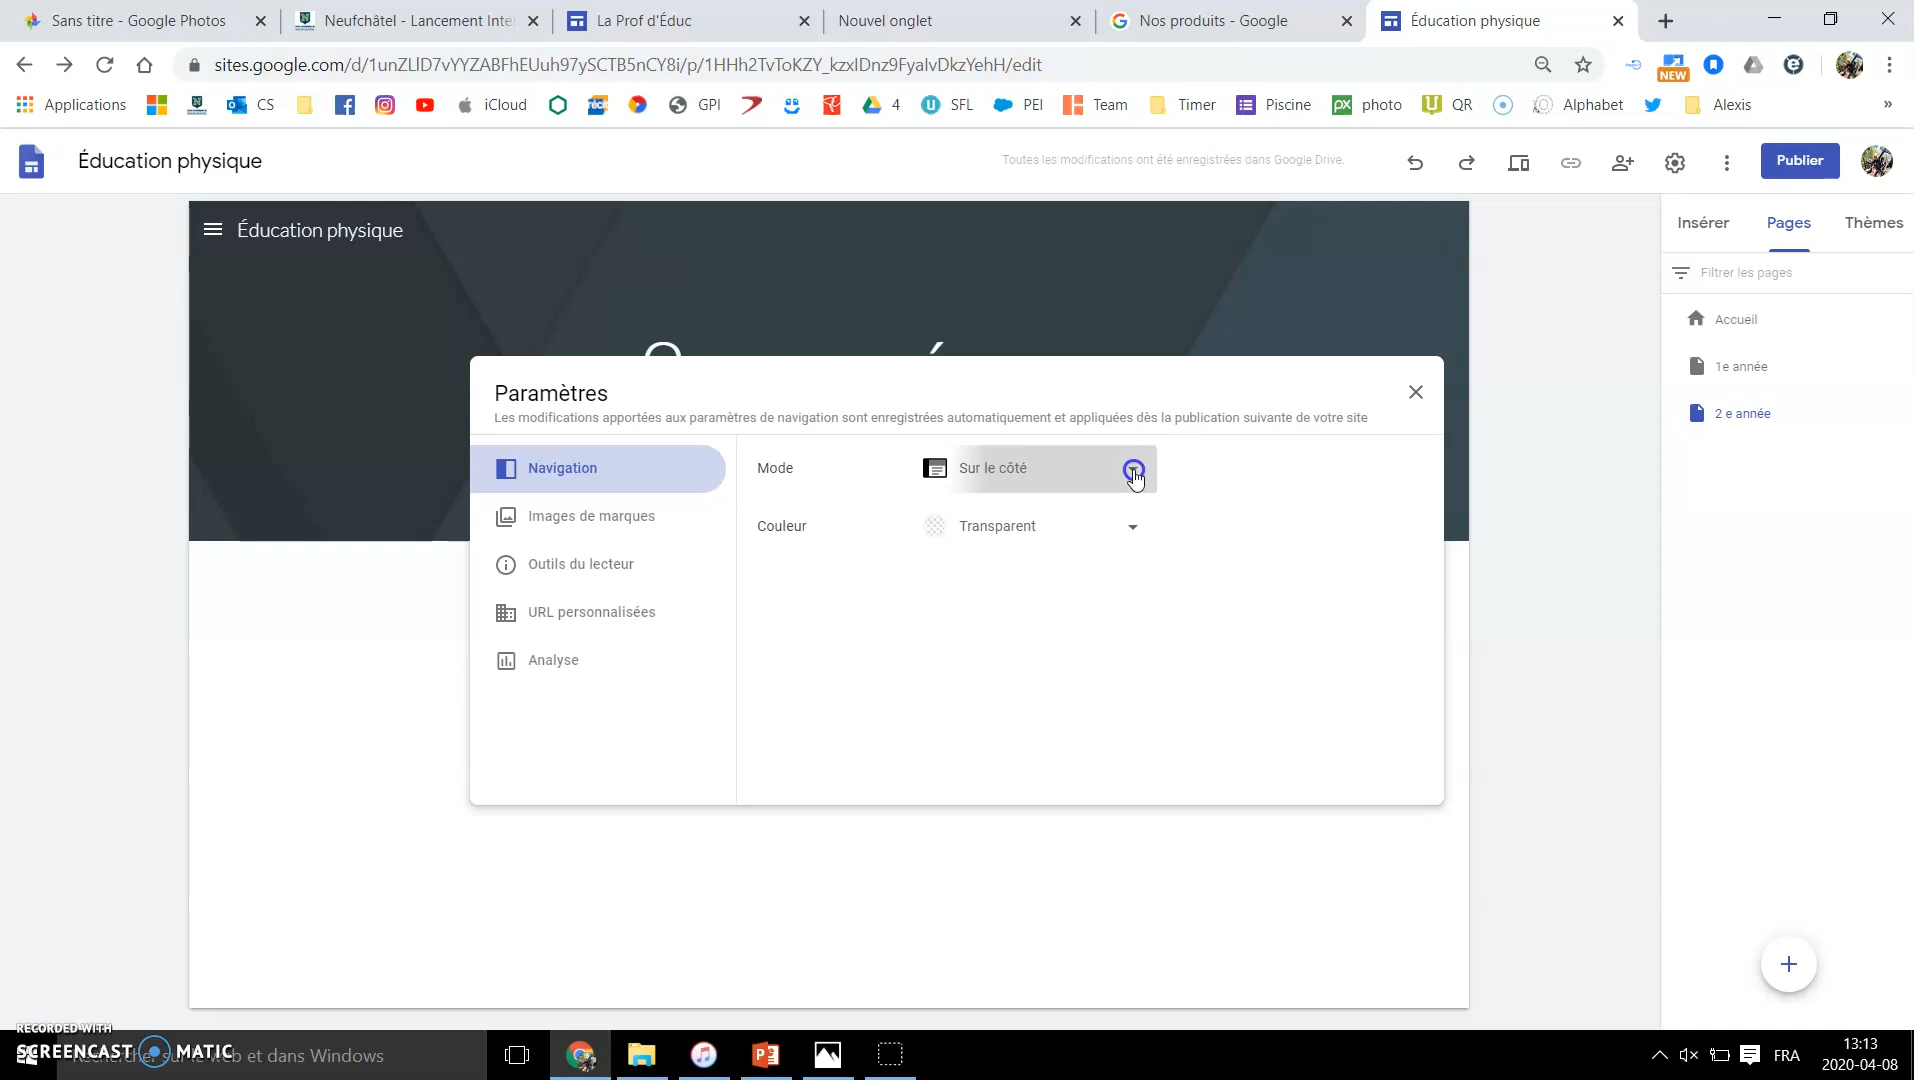 Sans titre - Google Photos
Neufchâtel - Lancement Inter
La Prof d'Éduc
Nouvel onglet
Nos produits - Google
Éducation physique
sites.google.com/d/1unZLlD7vYYZABFhEUuh97ySCTB5nCY8i/p/1HHh2TvToKZY_kzxIDnz9FyaIvDkzYehH/edit
NEW
Applications
CS
iCloud
GPI
4
SFL
PEI
Team
Timer
Piscine
photo
QR
Alphabet
Alexis
»
Éducation physique
Toutes les modifications ont été enregistrées dans Google Drive.
Publier
Éducation physique
Insérer
Pages
Thèmes
Filtrer les pages
Accueil
1e année
2 e année
Paramètres
Les modifications apportées aux paramètres de navigation sont enregistrées automatiquement et appliquées dès la publication suivante de votre site
Navigation
Images de marques
Outils du lecteur
URL personnalisées
Analyse
Mode
Sur le côté
Couleur
Transparent
RECORDED WITH
SCREENCAST MATIC
et dans Windows
FRA
13:13
2020-04-08